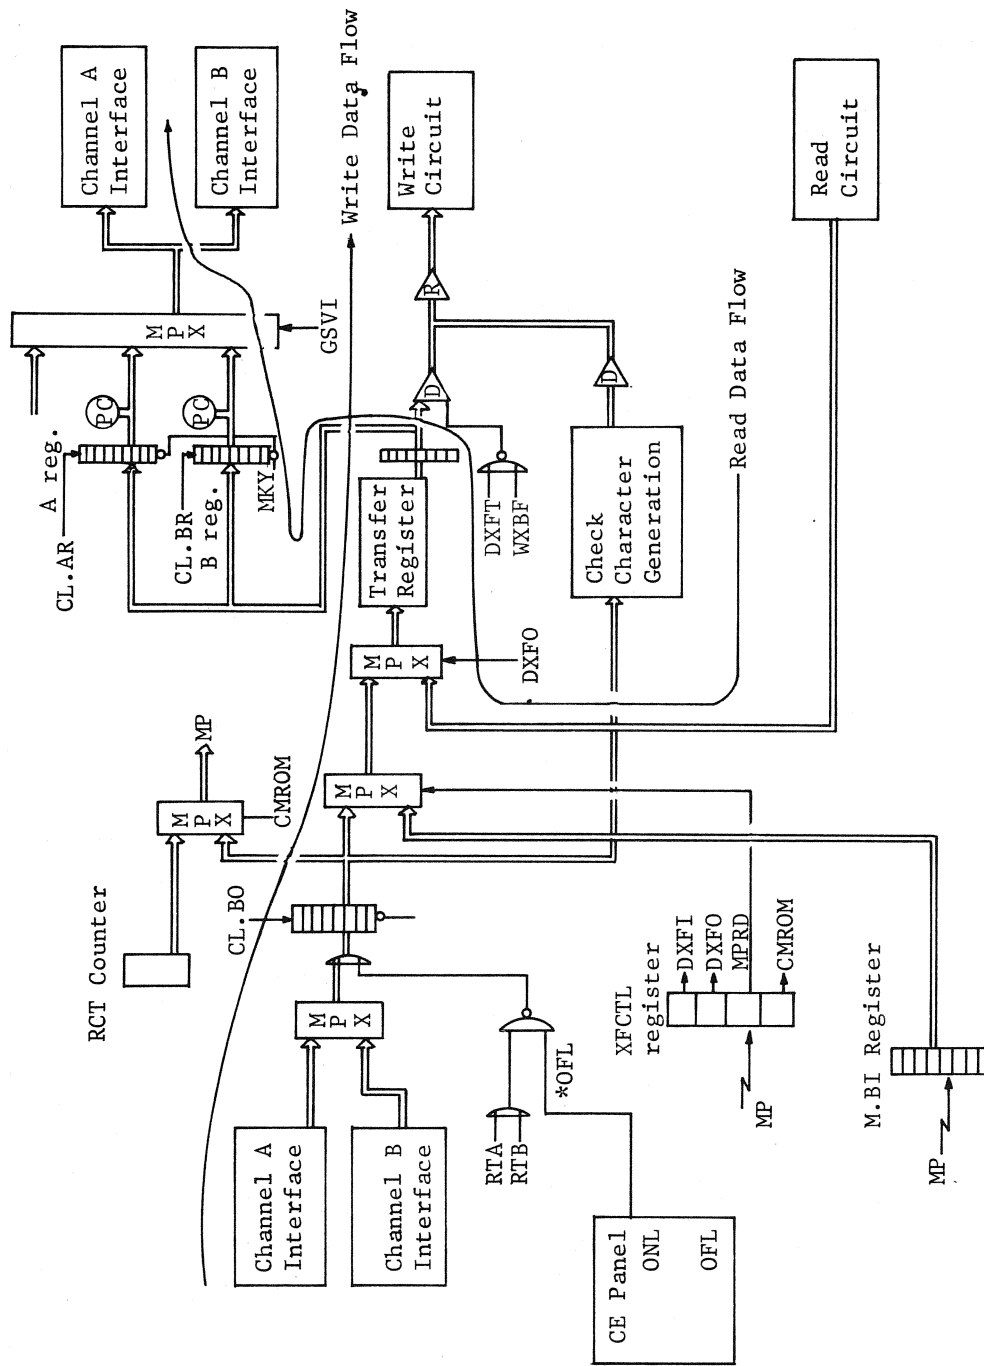 RCT Counter
M P X
MP
CMROM
CL.AR
A reg.
PC
M P X
Channel A
Interface
CL.BR
B reg.
PC
MKY
GSVI
Channel B
Interface
Channel A
Interface
M P X
CL.BO
Write Data Flow
Channel B
Interface
M P X
M P X
Transfer
Register
D
R
Write
Circuit
RTA
RTB
*OFL
DXFO
DXFT
WXBF
D
CE Panel
ONL
OFL
Check
Character
Generation
XFCTL
register
DXFI
DXFO
MPRD
CMROM
MP
Read Data Flow
M.BI Register
MP
Read
Circuit